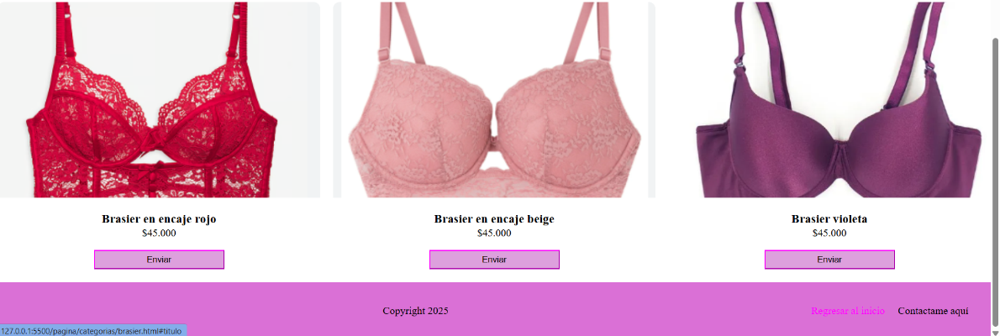 Brasier en encaje rojo
$45.000
Enviar
Brasier en encaje beige
$45.000
Enviar
Brasier violeta
$45.000
Enviar
Copyright 2025
Regresar al inicio
Contactame aquí
127.0.0.1:5500/pagina/categorias/brasier.html#titulo